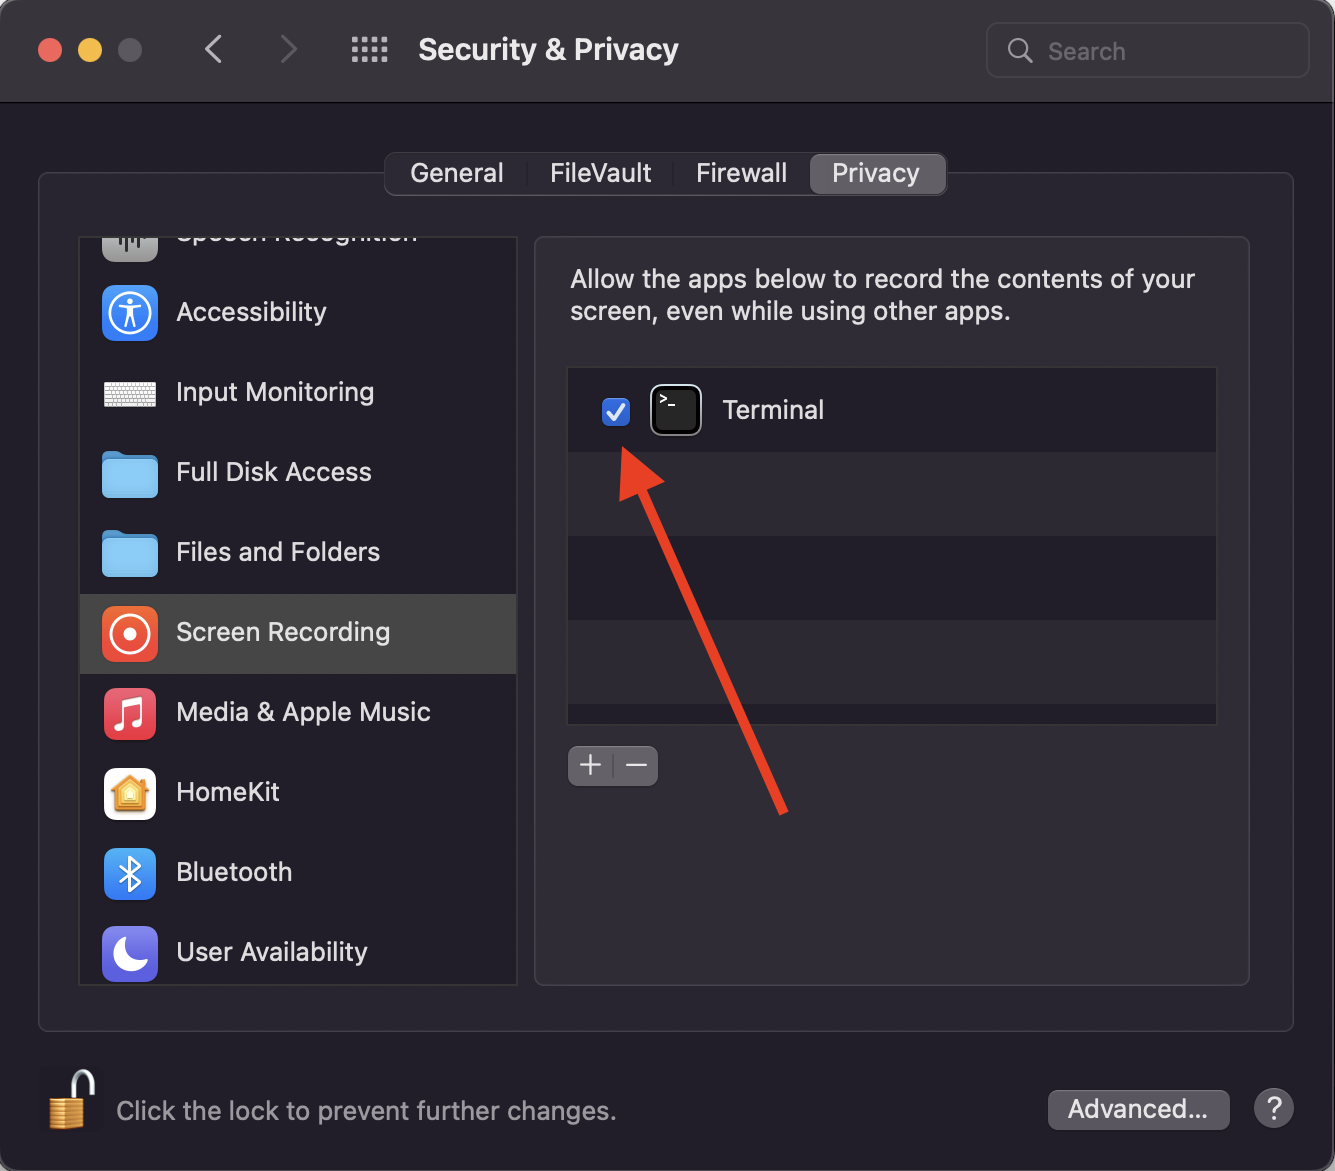 Security & Privacy
Search
General
FileVault
Firewall
Privacy
Speech Recognition
Accessibility
Input Monitoring
Full Disk Access
Files and Folders
Screen Recording
Media & Apple Music
HomeKit
Bluetooth
User Availability
Allow the apps below to record the contents of your
screen, even while using other apps.
>_
Terminal
+
−
Click the lock to prevent further changes.
Advanced...
?